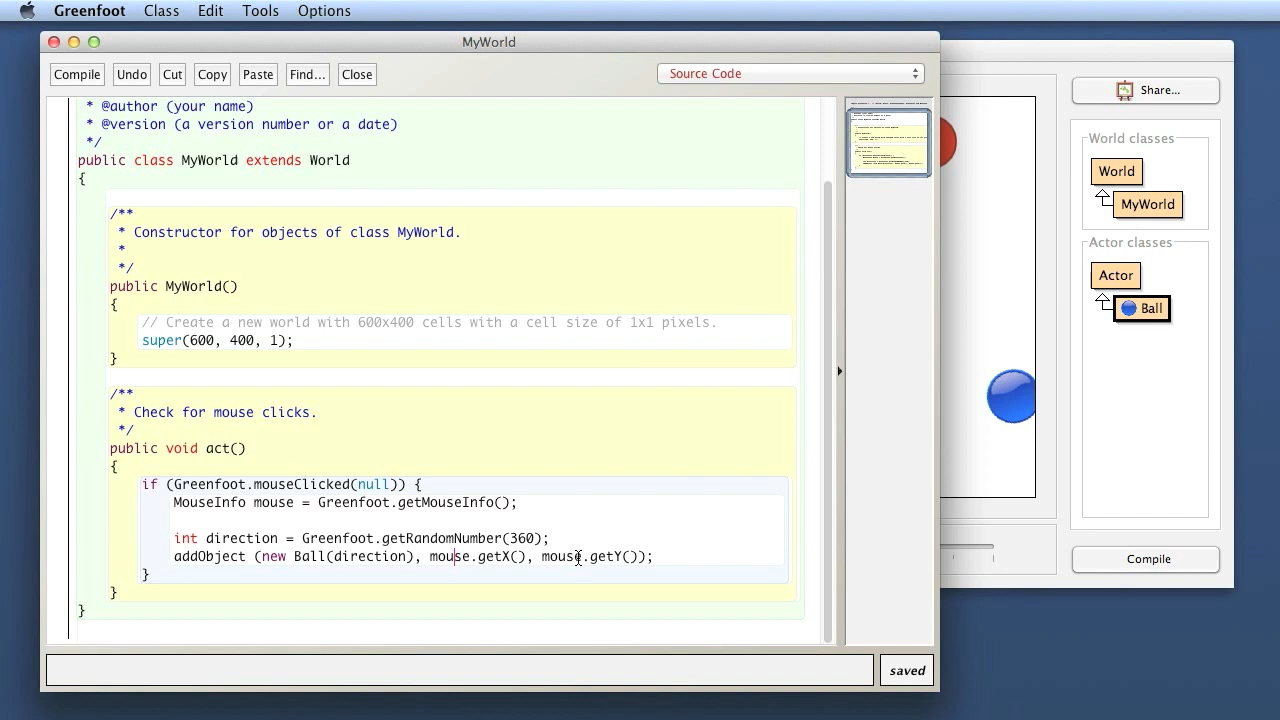 Greenfoot Class Edit Tools Options
MyWorld
Compile Undo Cut Copy Paste Find... Close Source Code
* @author (your name)
* @version (a version number or a date)
*/
public class MyWorld extends World
{
/**
* Constructor for objects of class MyWorld.
*
*/
public MyWorld()
{
// Create a new world with 600x400 cells with a cell size of 1x1 pixels.
super(600, 400, 1);
}
/**
* Check for mouse clicks.
*/
public void act()
{
if (Greenfoot.mouseClicked(null)) {
MouseInfo mouse = Greenfoot.getMouseInfo();
int direction = Greenfoot.getRandomNumber(360);
addObject (new Ball(direction), mouse.getX(), mouse.getY());
}
}
}
saved
Share...
World classes
World
MyWorld
Actor classes
Actor
Ball
Compile